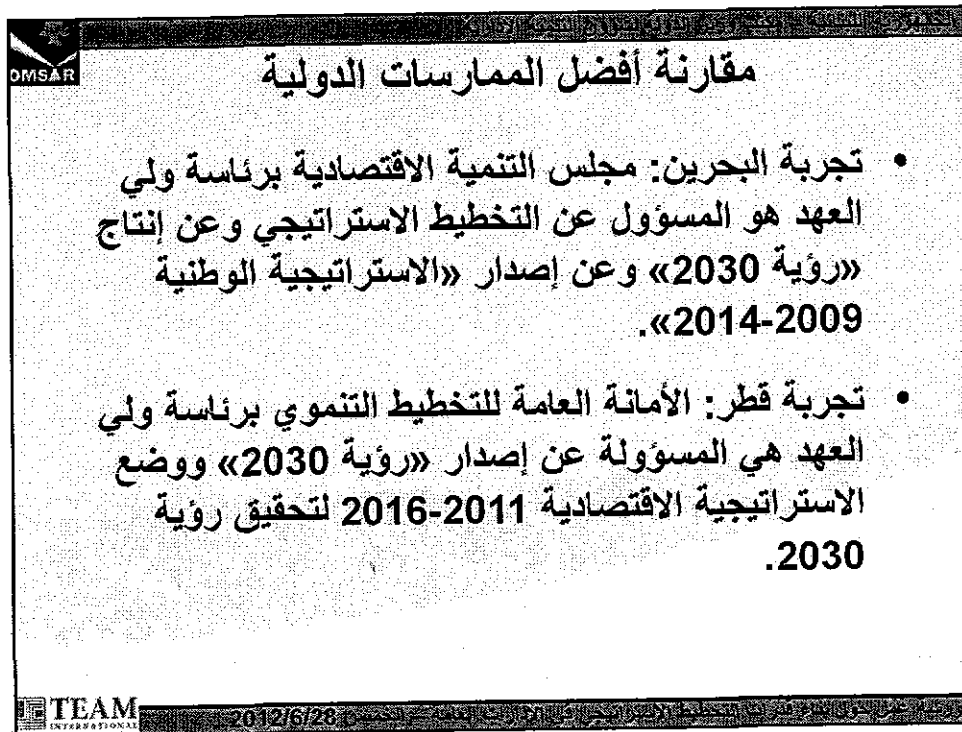 OMSAR
مقارنة أفضل الممارسات الدولية
• تجربة البحرين: مجلس التنمية الاقتصادية برئاسة ولي
العهد هو المسؤول عن التخطيط الاستراتيجي وعن إنتاج
«رؤية 2030» وعن إصدار «الاستراتيجية الوطنية
2009-2014».
• تجربة قطر: الأمانة العامة للتخطيط التنموي برئاسة ولي
العهد هي المسؤولة عن إصدار «رؤية 2030» ووضع
الاستراتيجية الاقتصادية 2011-2016 لتحقيق رؤية
2030.
2012/6/28
TEAM
INTERNATIONAL